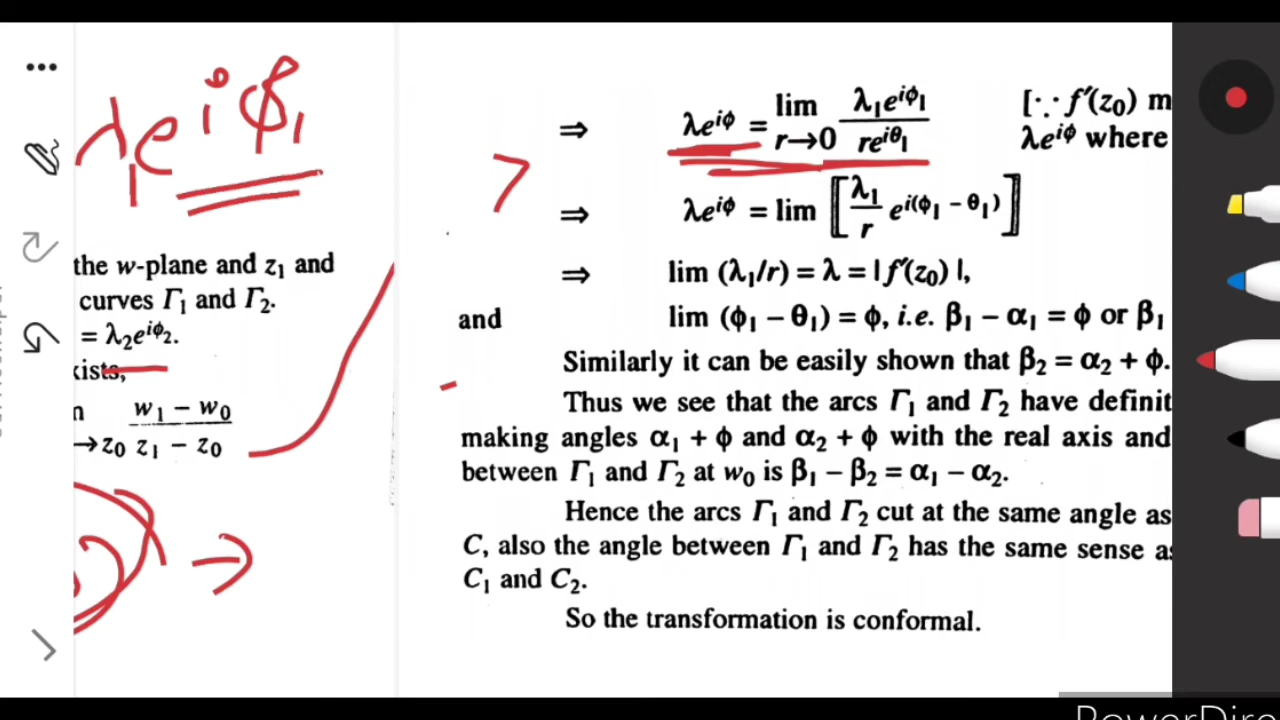 λ₁e^{iϕ₁}
the w-plane and z₁ and
curves Γ₁ and Γ₂.
= λ₂e^{iϕ₂}.
w₁ − w₀
→z₀ z₁ − z₀
⇒ λe^{iϕ} = lim_{r→0} λ₁e^{iϕ₁} / re^{iθ₁} [∵ f′(z₀) m
λe^{iϕ} where
⇒ λe^{iϕ} = lim [λ₁/r e^{i(ϕ₁ − θ₁)}]
⇒ lim (λ₁/r) = λ = |f′(z₀)|,
and lim (ϕ₁ − θ₁) = ϕ, i.e. β₁ − α₁ = ϕ or β₁
Similarly it can be easily shown that β₂ = α₂ + ϕ.
Thus we see that the arcs Γ₁ and Γ₂ have definit
making angles α₁ + ϕ and α₂ + ϕ with the real axis and
between Γ₁ and Γ₂ at w₀ is β₁ − β₂ = α₁ − α₂.
Hence the arcs Γ₁ and Γ₂ cut at the same angle as
C, also the angle between Γ₁ and Γ₂ has the same sense as
C₁ and C₂.
So the transformation is conformal.